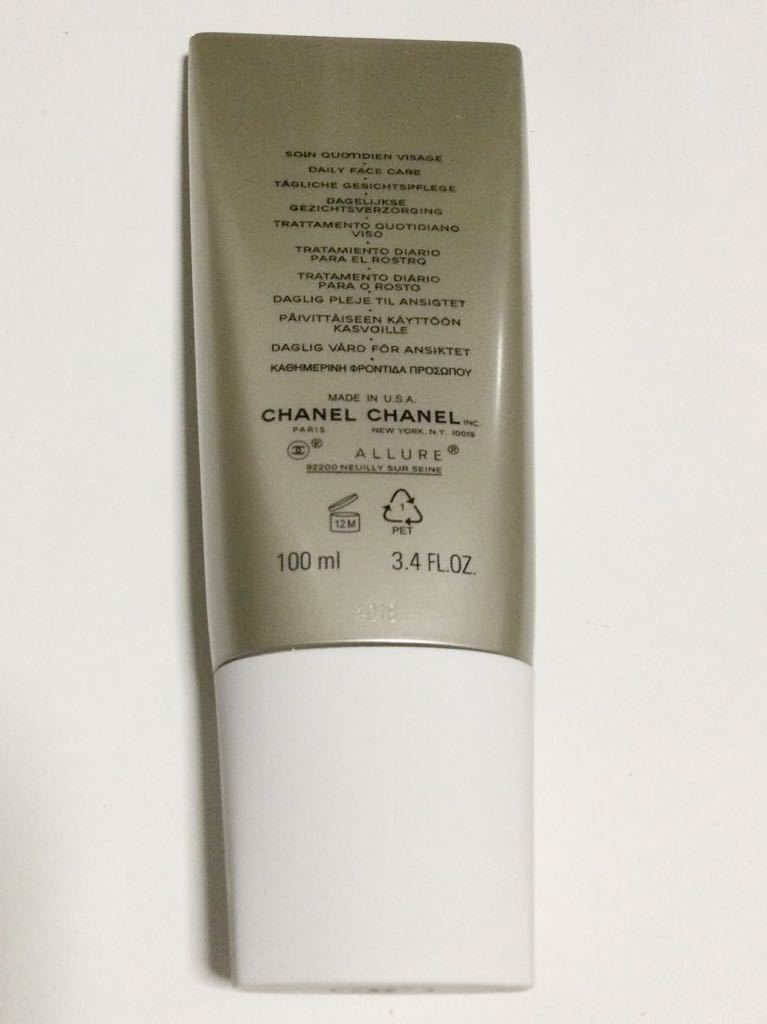 SOIN QUOTIDIEN VISAGE
DAILY FACE CARE
TÄGLICHE GESICHTSPFLEGE
DAGELIJKSE
GEZICHTSVERZORGING
TRATTAMENTO QUOTIDIANO
VISO
TRATAMIENTO DIARIO
PARA EL ROSTRO
TRATAMENTO DIÁRIO
PARA O ROSTO
DAGLIG PLEJE TIL ANSIGTET
PÄIVITTÄISEEN KÄYTTÖÖN
KASVOILLE
DAGLIG VÅRD FÖR ANSIKTET
ΚΑΘΗΜΕΡΙΝΗ ΦΡΟΝΤΙΔΑ ΠΡΟΣΩΠΟΥ
MADE IN U.S.A.
CHANEL CHANEL INC.
PARIS NEW YORK. N.Y. 10019
ALLURE®
92200 NEUILLY SUR SEINE
12 M 1
PET
100 ml 3.4 FL.OZ.